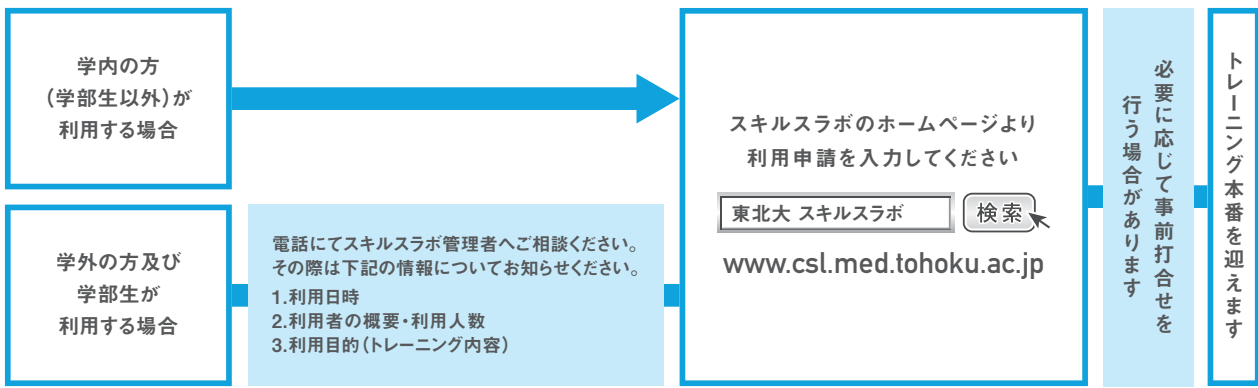 学内の方
（学部生以外）が
利用する場合
学外の方及び
学部生が
利用する場合
電話にてスキルスラボ管理者へご相談ください。
その際は下記の情報についてお知らせください。
1.利用日時
2.利用者の概要・利用人数
3.利用目的（トレーニング内容）
スキルスラボのホームページより
利用申請を入力してください
東北大 スキルスラボ
検索
www.csl.med.tohoku.ac.jp
必要に応じて事前打合せを
行う場合があります
トレーニング本番を迎えます